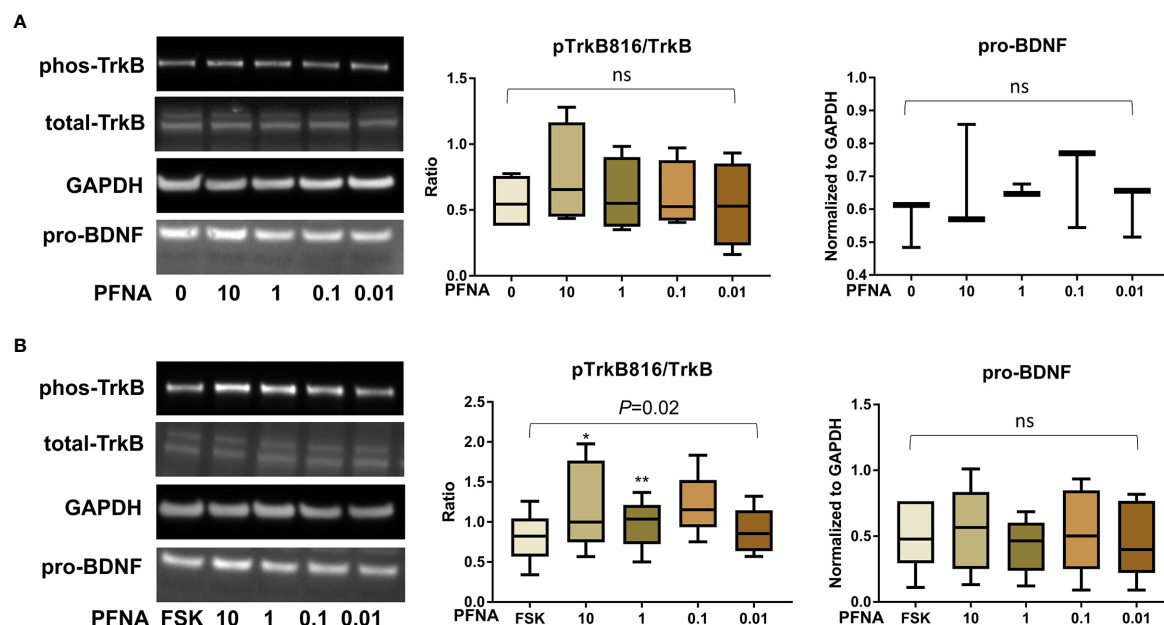 A
phos-TrkB
total-TrkB
GAPDH
pro-BDNF
PFNA 0 10 1 0.1 0.01
pTrkB816/TrkB
ns
Ratio
1.5
1.0
0.5
0.0
PFNA 0 10 1 0.1 0.01
pro-BDNF
ns
Normalized to GAPDH
1.0
0.9
0.8
0.7
0.6
0.5
0.4
PFNA 0 10 1 0.1 0.01
B
phos-TrkB
total-TrkB
GAPDH
pro-BDNF
PFNA FSK 10 1 0.1 0.01
pTrkB816/TrkB
P=0.02
* **
Ratio
2.5
2.0
1.5
1.0
0.5
0.0
PFNA FSK 10 1 0.1 0.01
pro-BDNF
ns
Normalized to GAPDH
1.5
1.0
0.5
0.0
PFNA FSK 10 1 0.1 0.01